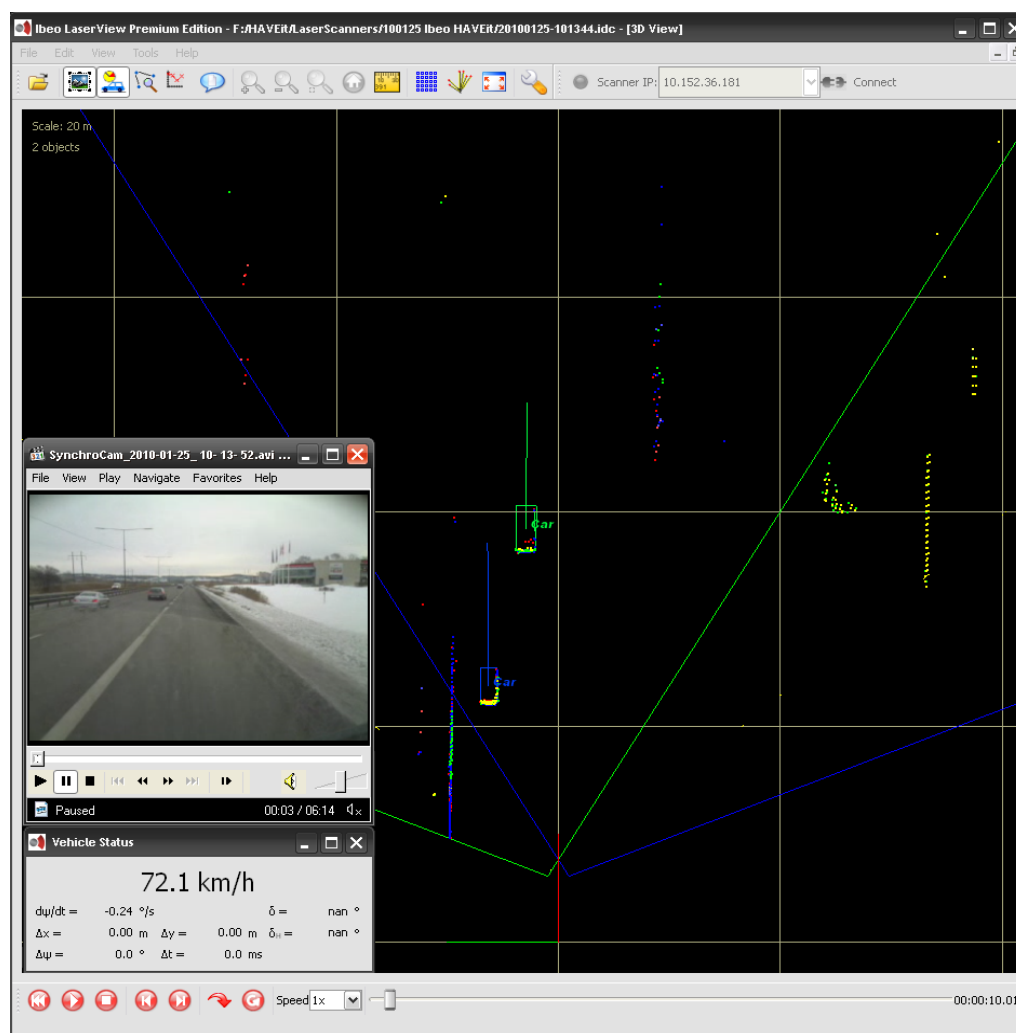 Ibeo LaserView Premium Edition - F:/HAVEit/LaserScanners/100125 Ibeo HAVEit/20100125-101344.idc - [3D View]
File Edit View Tools Help
Scanner IP: 10.152.36.181 Connect
Scale: 20 m
2 objects
Car
Car
SynchroCam_2010-01-25_ 10- 13- 52.avi ...
File View Play Navigate Favorites Help
Paused 00:03 / 06:14
Vehicle Status
72.1 km/h
dψ/dt = -0.24 °/s δ = nan °
Δx = 0.00 m Δy = 0.00 m δH = nan °
Δψ = 0.0 ° Δt = 0.0 ms
Speed 1x 00:00:10.01